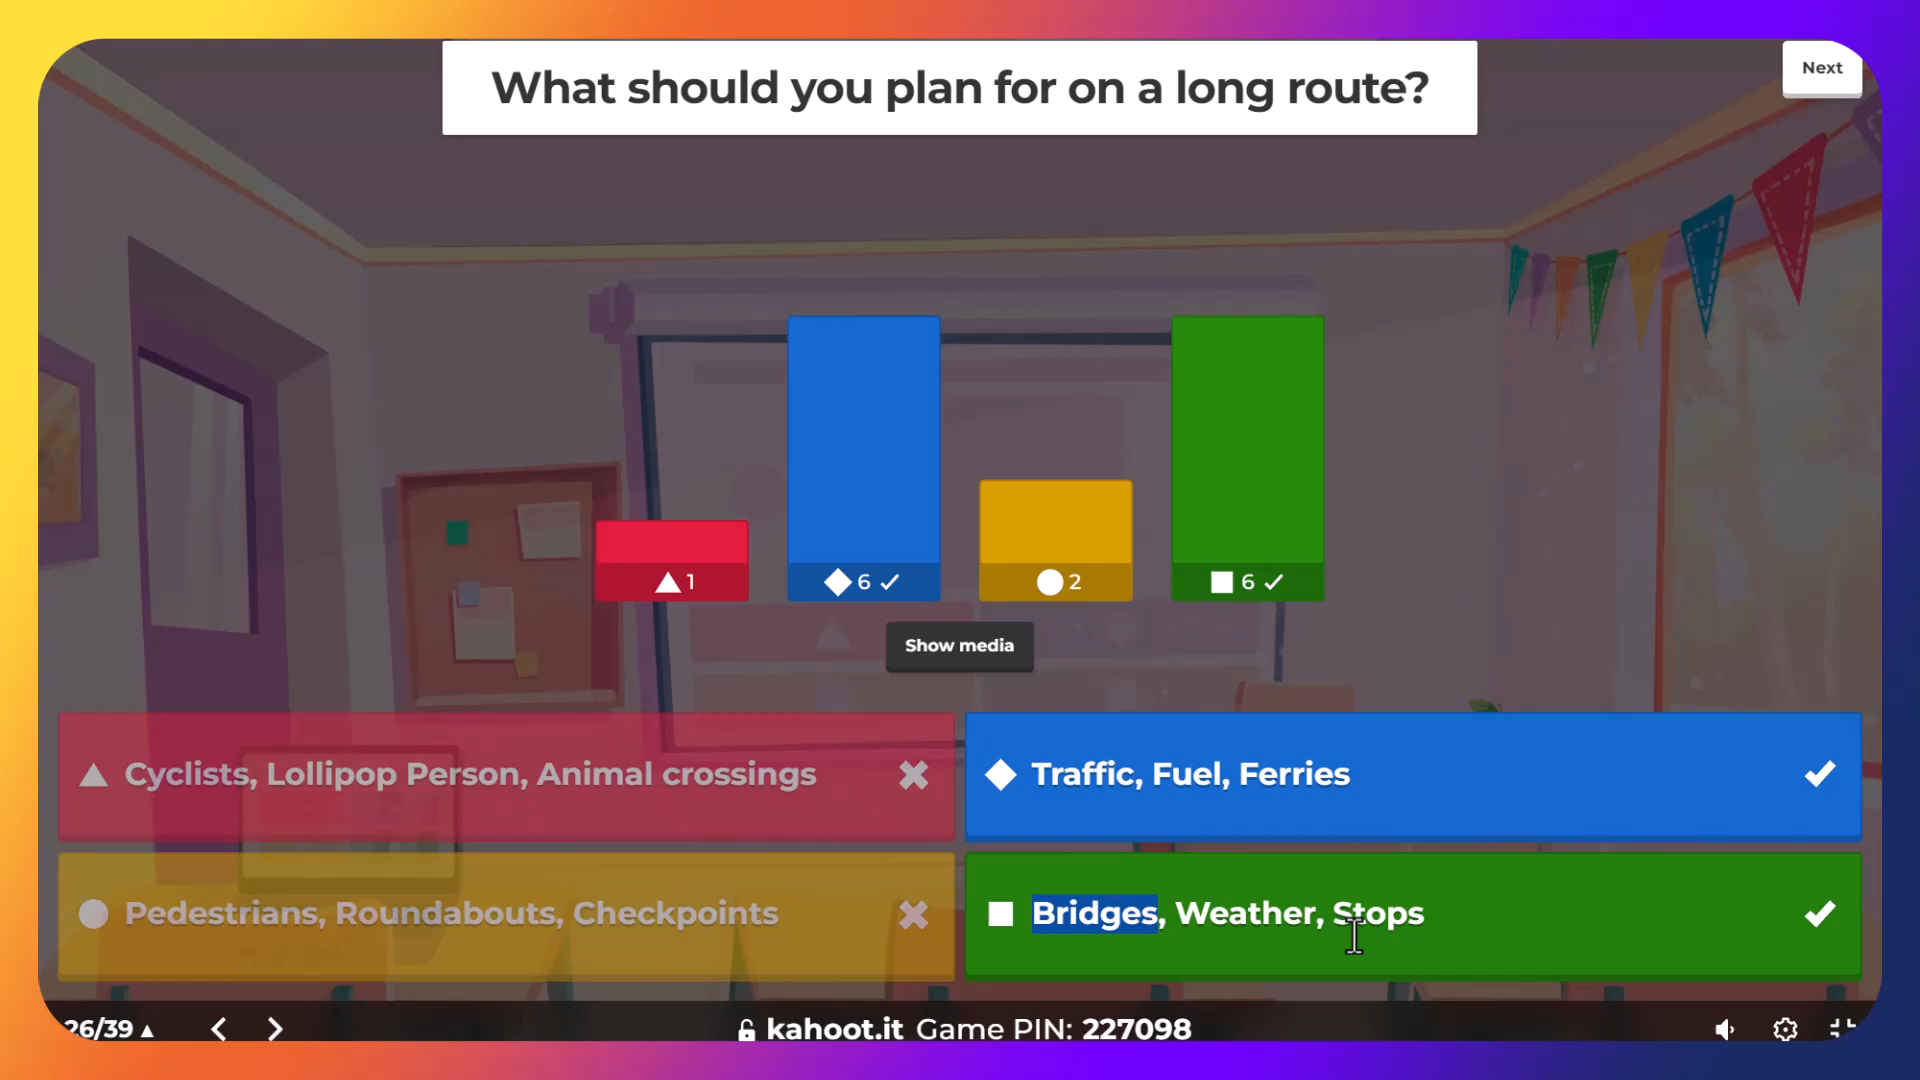 What should you plan for on a long route?
Next
1
6
2
6
Show media
Cyclists, Lollipop Person, Animal crossings
Traffic, Fuel, Ferries
Pedestrians, Roundabouts, Checkpoints
Bridges, Weather, Stops
26/39
kahoot.it Game PIN: 227098